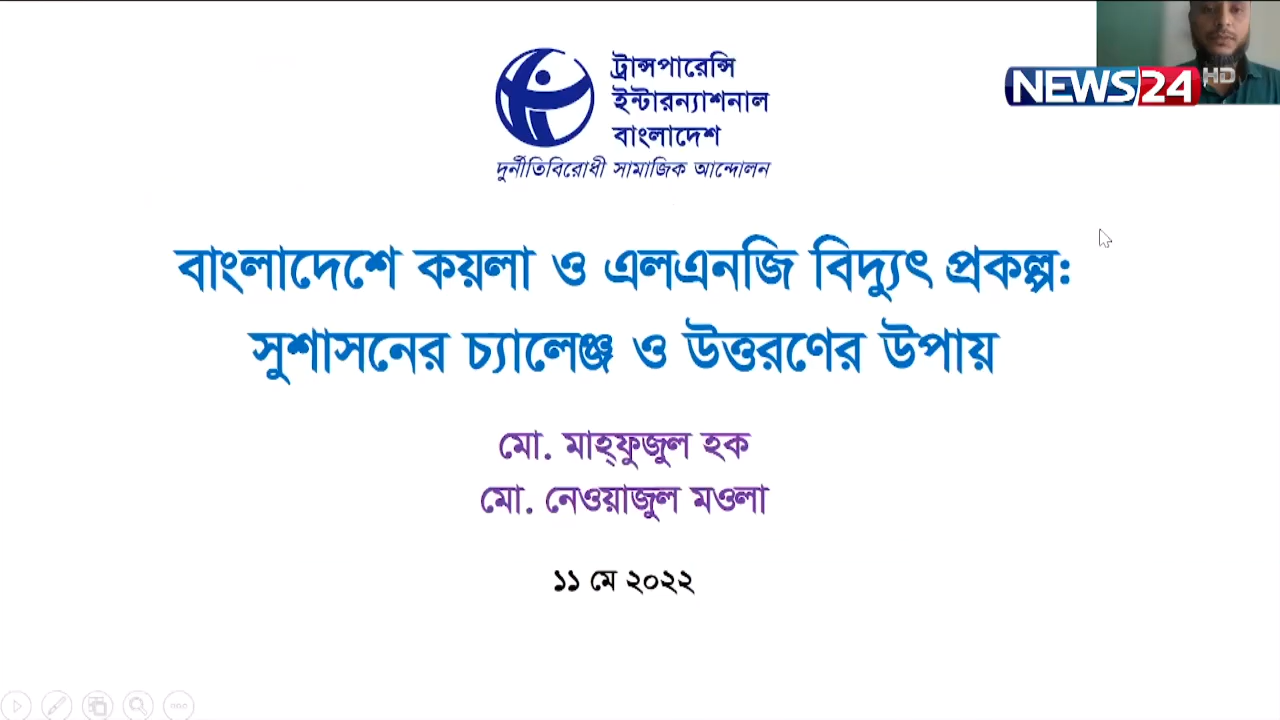 ট্রান্সপারেন্সি
ইন্টারন্যাশনাল
বাংলাদেশ
দুর্নীতিবিরোধী সামাজিক আন্দোলন
NEWS24 HD
বাংলাদেশে কয়লা ও এলএনজি বিদ্যুৎ প্রকল্প:
সুশাসনের চ্যালেঞ্জ ও উত্তরণের উপায়
মো. মাহ্ফুজুল হক
মো. নেওয়াজুল মওলা
১১ মে ২০২২